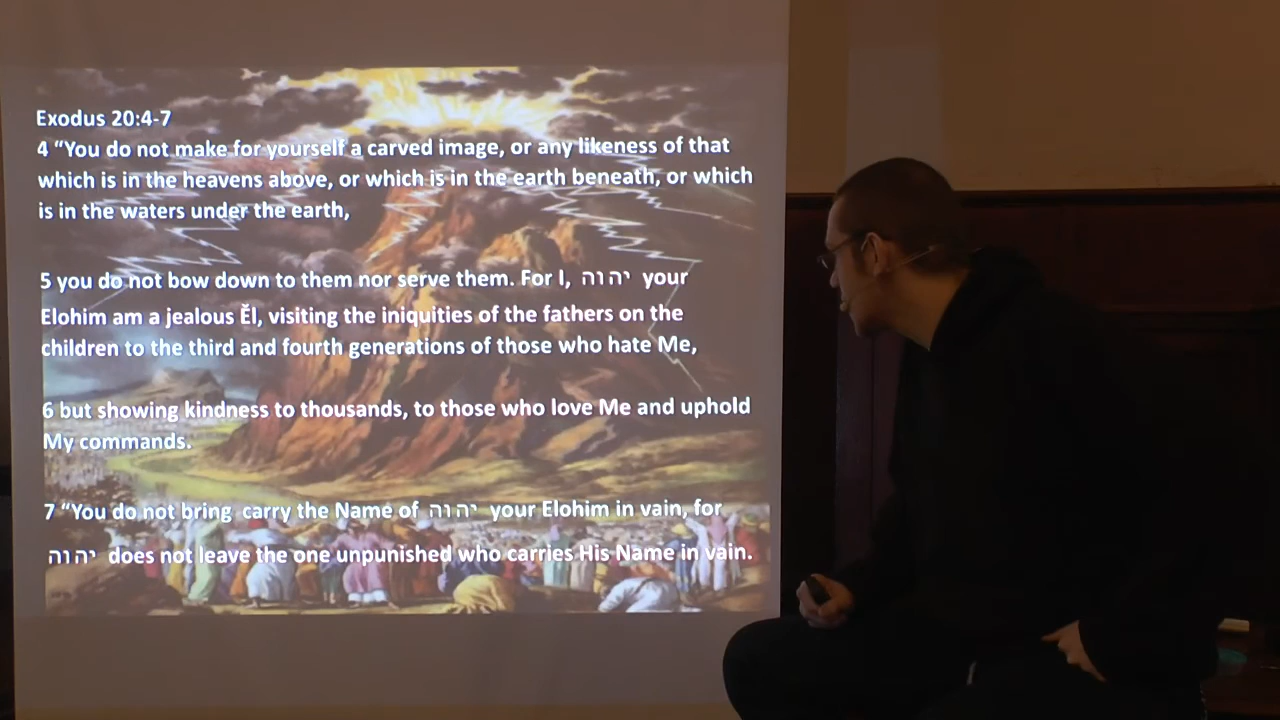 Exodus 20:4-7
4 “You do not make for yourself a carved image, or any likeness of that
which is in the heavens above, or which is in the earth beneath, or which
is in the waters under the earth,
5 you do not bow down to them nor serve them. For I, יהוה your
Elohim am a jealous Ĕl, visiting the iniquities of the fathers on the
children to the third and fourth generations of those who hate Me,
6 but showing kindness to thousands, to those who love Me and uphold
My commands.
7 “You do not bring carry the Name of יהוה your Elohim in vain, for
יהוה does not leave the one unpunished who carries His Name in vain.